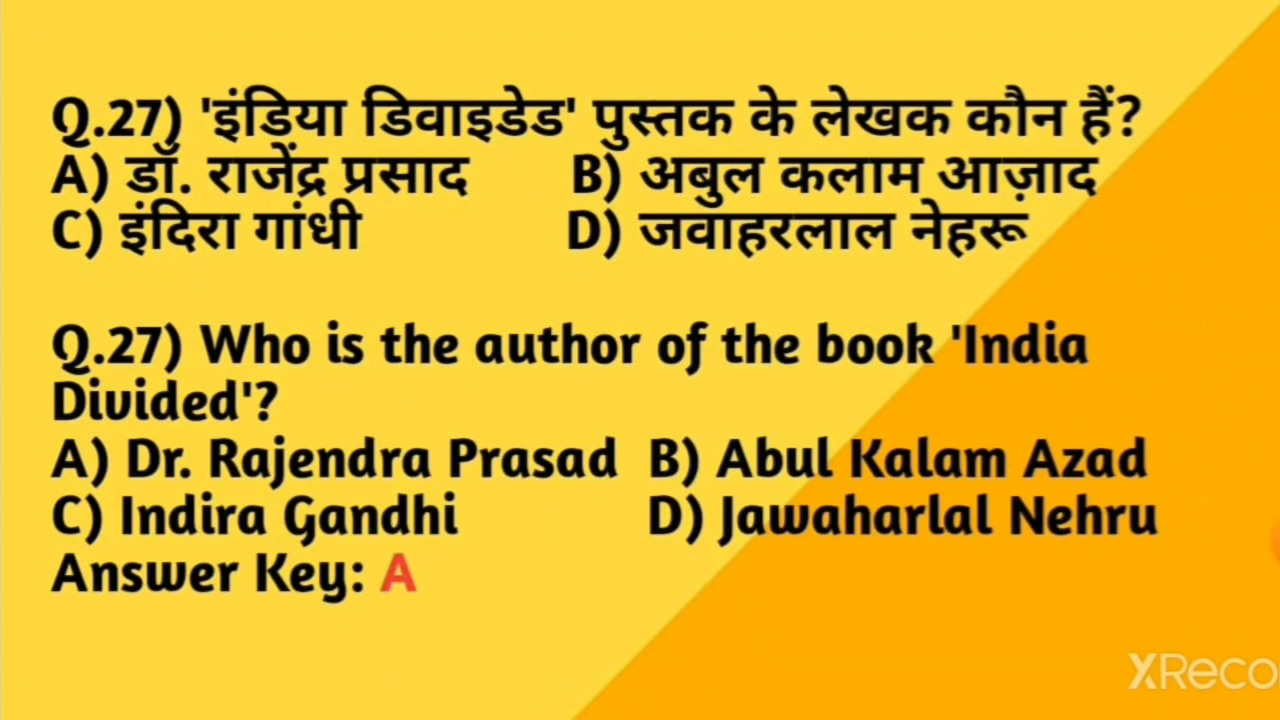 Q.27) 'इंडिया डिवाइडेड' पुस्तक के लेखक कौन हैं?
A) डॉ. राजेंद्र प्रसाद B) अबुल कलाम आज़ाद
C) इंदिरा गांधी D) जवाहरलाल नेहरू
Q.27) Who is the author of the book 'India
Divided'?
A) Dr. Rajendra Prasad B) Abul Kalam Azad
C) Indira Gandhi D) Jawaharlal Nehru
Answer Key: A
XReco